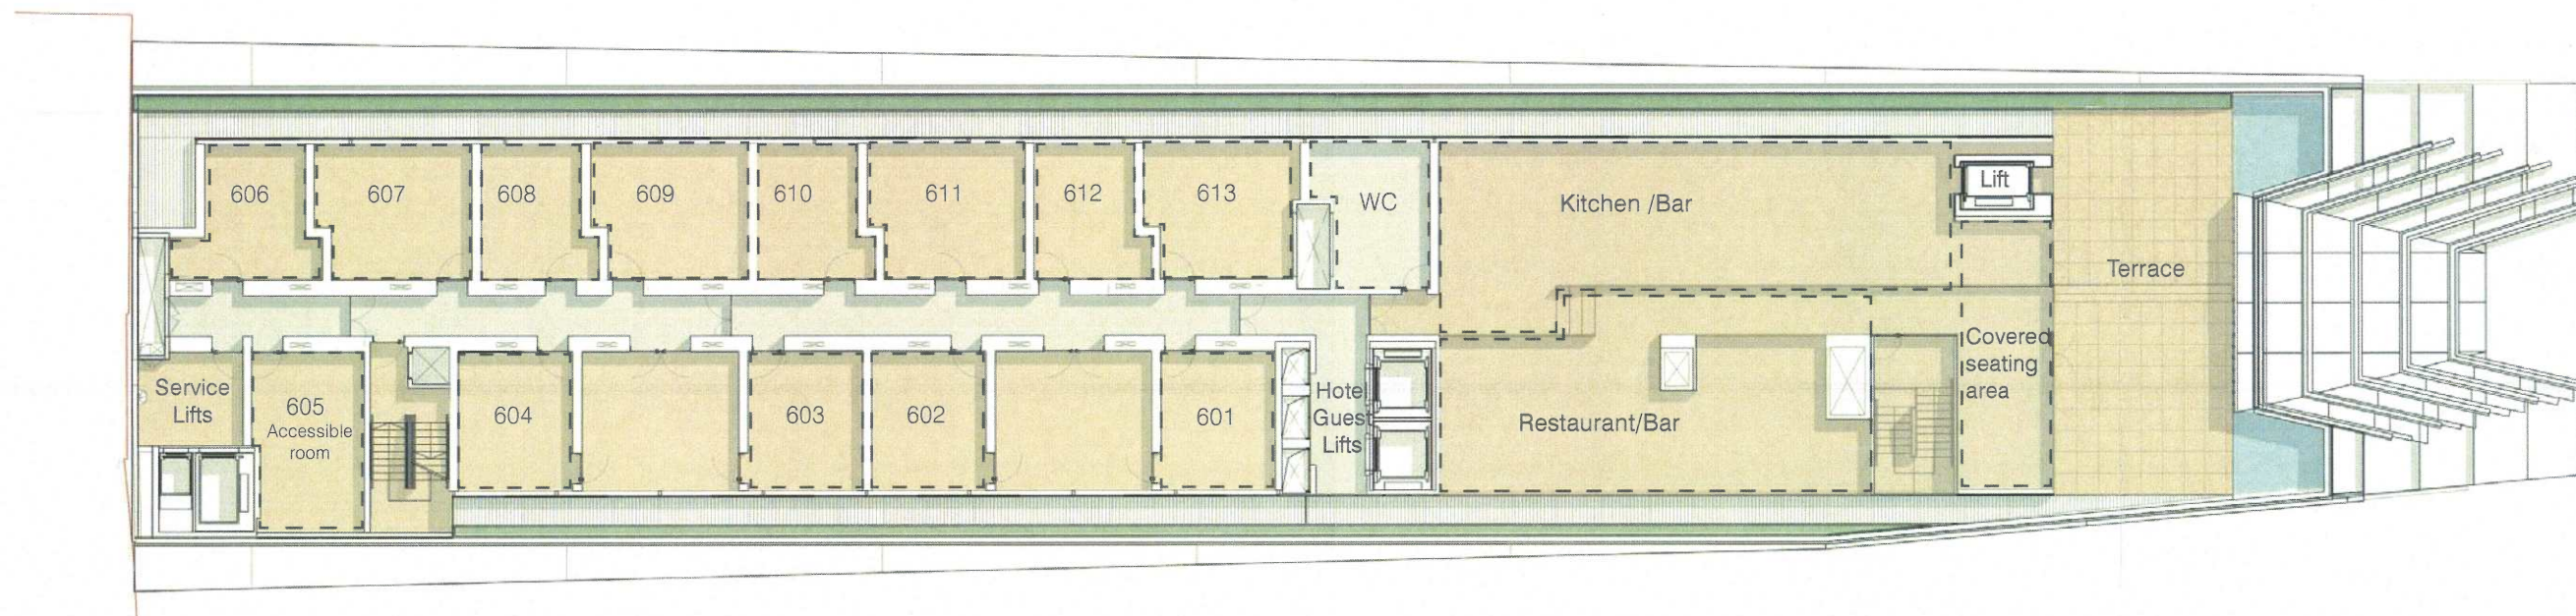 606
607
608
609
610
611
612
613
WC
Kitchen /Bar
Lift
Terrace
Service
Lifts
605
Accessible
room
604
603
602
601
Hotel
Guest
Lifts
Restaurant/Bar
Covered
seating
area